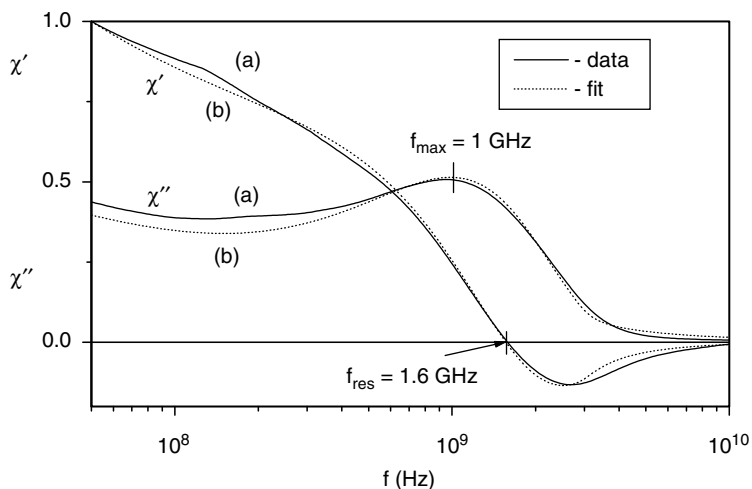 1.0
χ′
(a)
- data
- fit
χ′
(b)
f_max = 1 GHz
0.5
χ″
(a)
(b)
χ″
0.0
f_res = 1.6 GHz
10^8
10^9
10^10
f (Hz)